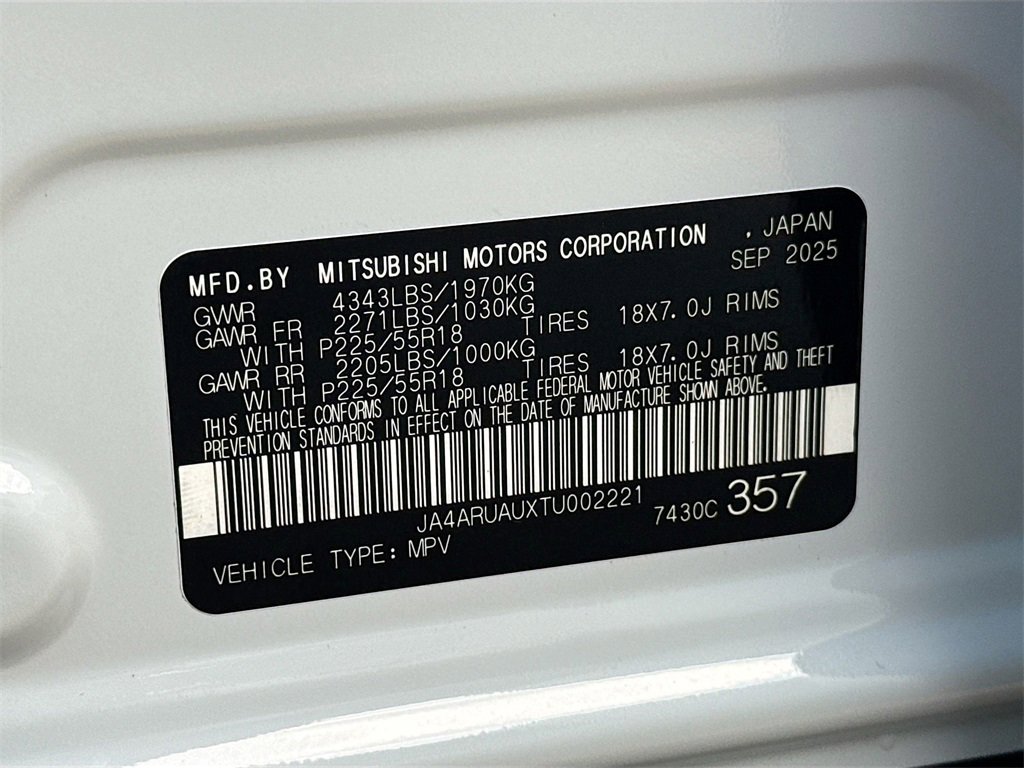 MFD.BY MITSUBISHI MOTORS CORPORATION , JAPAN
SEP 2025
GVWR 4343LBS/1970KG
GAWR FR 2271LBS/1030KG
WITH P225/55R18 TIRES 18X7.0J RIMS
GAWR RR 2205LBS/1000KG
WITH P225/55R18 TIRES 18X7.0J RIMS
THIS VEHICLE CONFORMS TO ALL APPLICABLE FEDERAL MOTOR VEHICLE SAFETY AND THEFT
PREVENTION STANDARDS IN EFFECT ON THE DATE OF MANUFACTURE SHOWN ABOVE.
JA4ARUAUXTU002221 7430C 357
VEHICLE TYPE: MPV